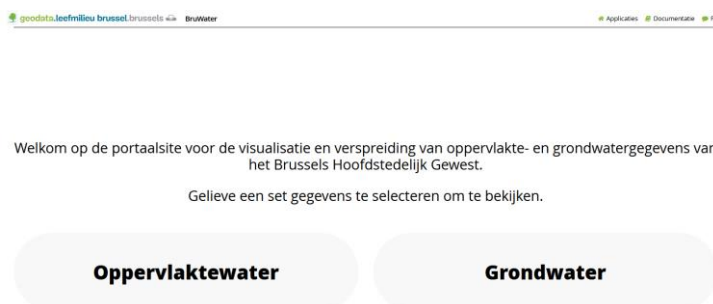 geodata.leefmilieu brussel.brussels BruWater Applicaties Documentatie
Welkom op de portaalsite voor de visualisatie en verspreiding van oppervlakte- en grondwatergegevens van
het Brussels Hoofdstedelijk Gewest.
Gelieve een set gegevens te selecteren om te bekijken.
Oppervlaktewater Grondwater